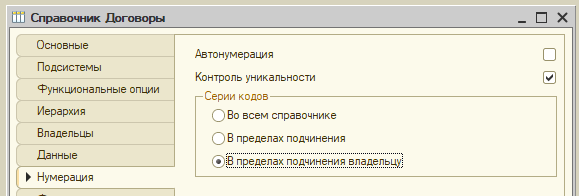 Справочник Договоры
Основные
Подсистемы
Функциональные опции
Иерархия
Владельцы
Данные
Нумерация
Автонумерация
Контроль уникальности
Серии кодов
Во всем справочнике
В пределах подчинения
В пределах подчинения владельцу